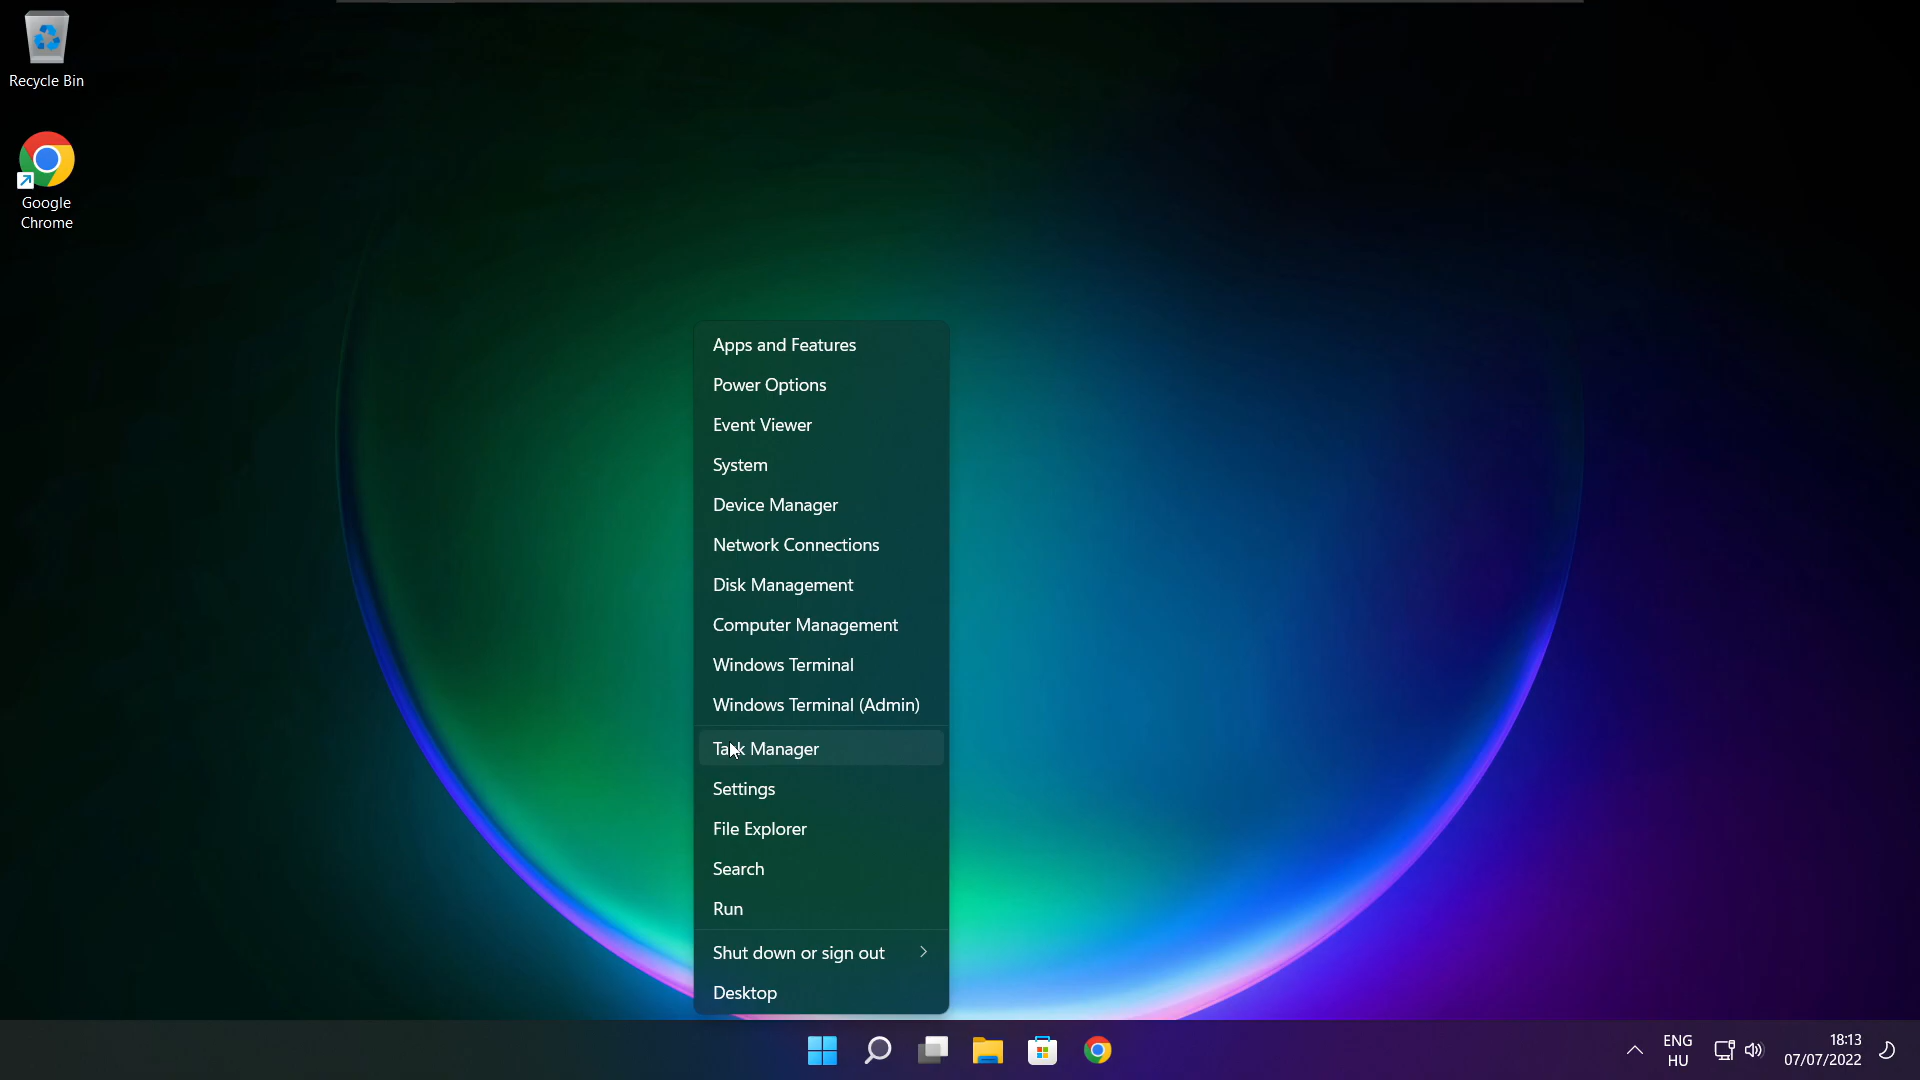 Recycle Bin
Google
Chrome
Apps and Features
Power Options
Event Viewer
System
Device Manager
Network Connections
Disk Management
Computer Management
Windows Terminal
Windows Terminal (Admin)
Task Manager
Settings
File Explorer
Search
Run
Shut down or sign out
Desktop
ENG
HU
18:13
07/07/2022